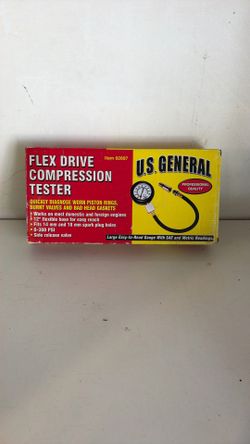 Item 92697
FLEX DRIVE
COMPRESSION
TESTER
QUICKLY DIAGNOSE WORN PISTON RINGS,
BURNT VALVES AND BAD HEAD GASKETS
• Works on most domestic and foreign engines
• 12" flexible hose for easy reach
• Fits 14 mm and 18 mm spark plug holes
• 0-300 PSI
• Side release valve
U.S. GENERAL
PROFESSIONAL
QUALITY
Large Easy-to-Read Gauge With SAE and Metric Readings.